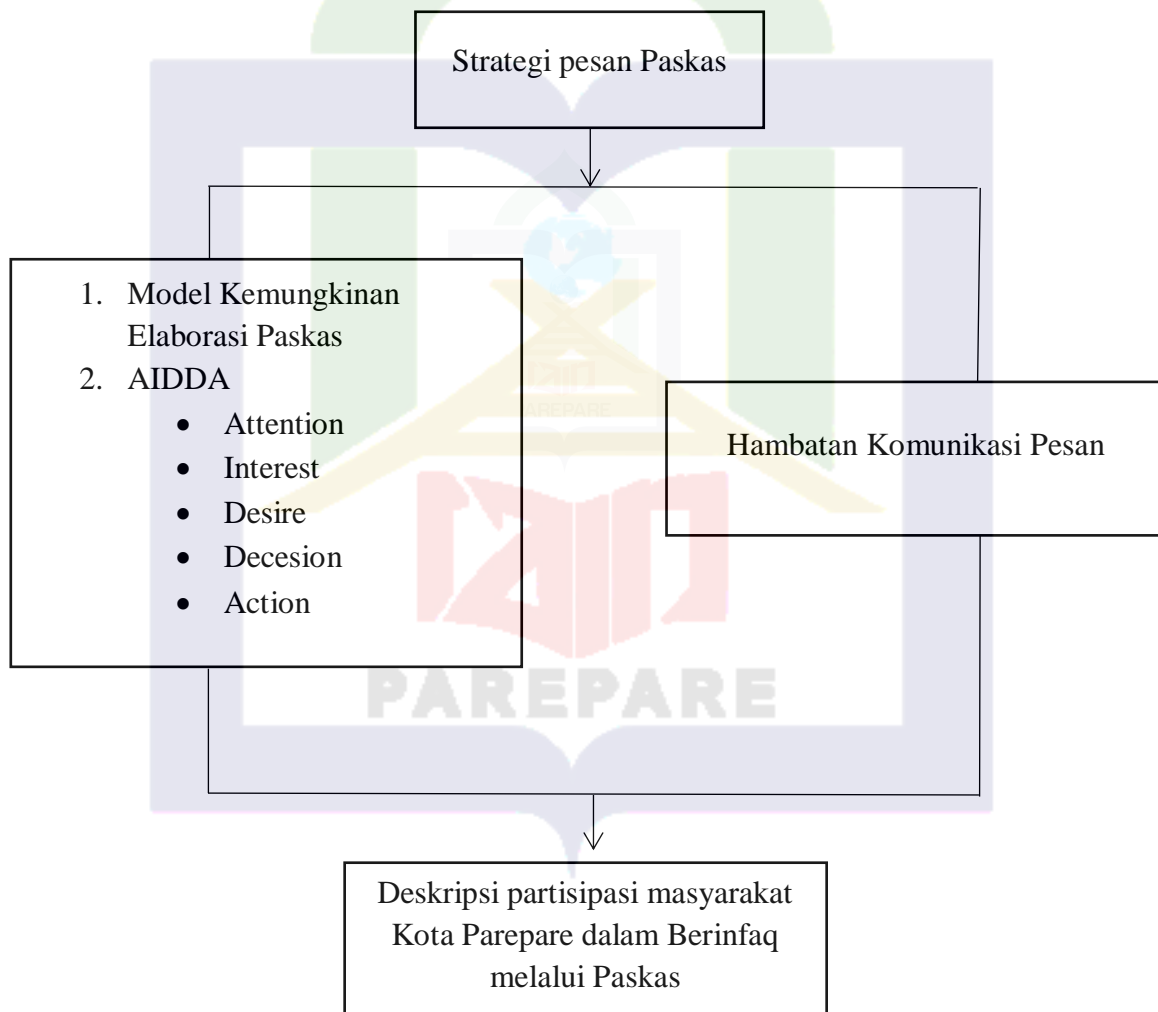 Strategi pesan Paskas
1. Model Kemungkinan
Elaborasi Paskas
2. AIDDA
• Attention
• Interest
• Desire
• Decesion
• Action
Hambatan Komunikasi Pesan
PAREPARE
PAREPARE
Deskripsi partisipasi masyarakat
Kota Parepare dalam Berinfaq
melalui Paskas